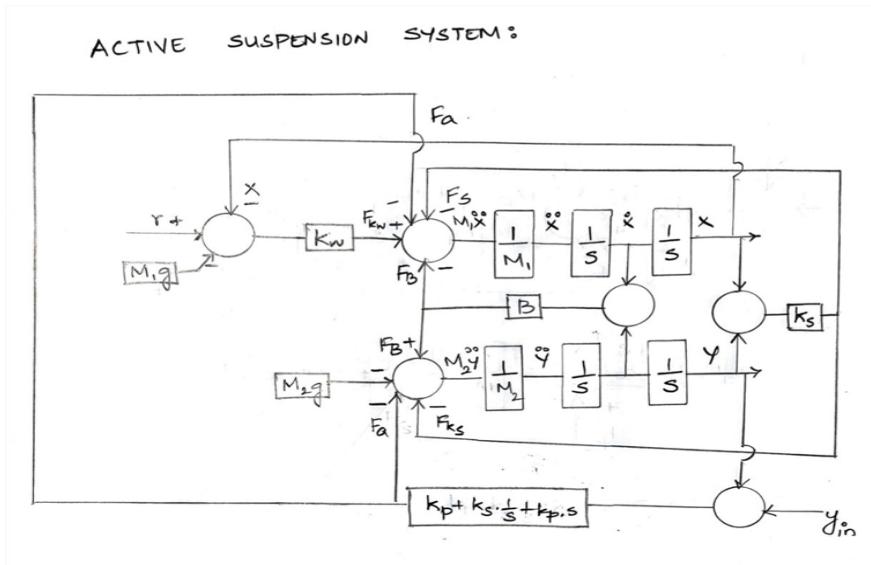 ACTIVE SUSPENSION SYSTEM:
Fa.
X
−
r +
M₁g
−
Kw
Fkw +
−
Fs
−
M₁ẍ
1/M₁
ẍ
1/s
ẋ
1/s
X
FB
−
B
ks
FB +
M₂g
−
M₂ÿ
1/M₂
ÿ
1/s
1/s
Y
−
Fa
−
Fks
kp + ks·1/s + kp.s
yin